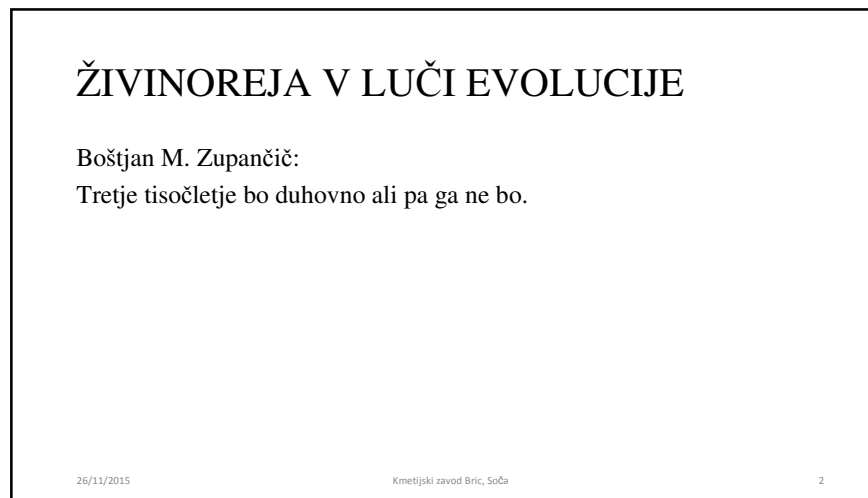 ŽIVINOREJA V LUČI EVOLUCIJE
Boštjan M. Zupančič:
Tretje tisočletje bo duhovno ali pa ga ne bo.
26/11/2015 Kmetijski zavod Bric, Soča 2